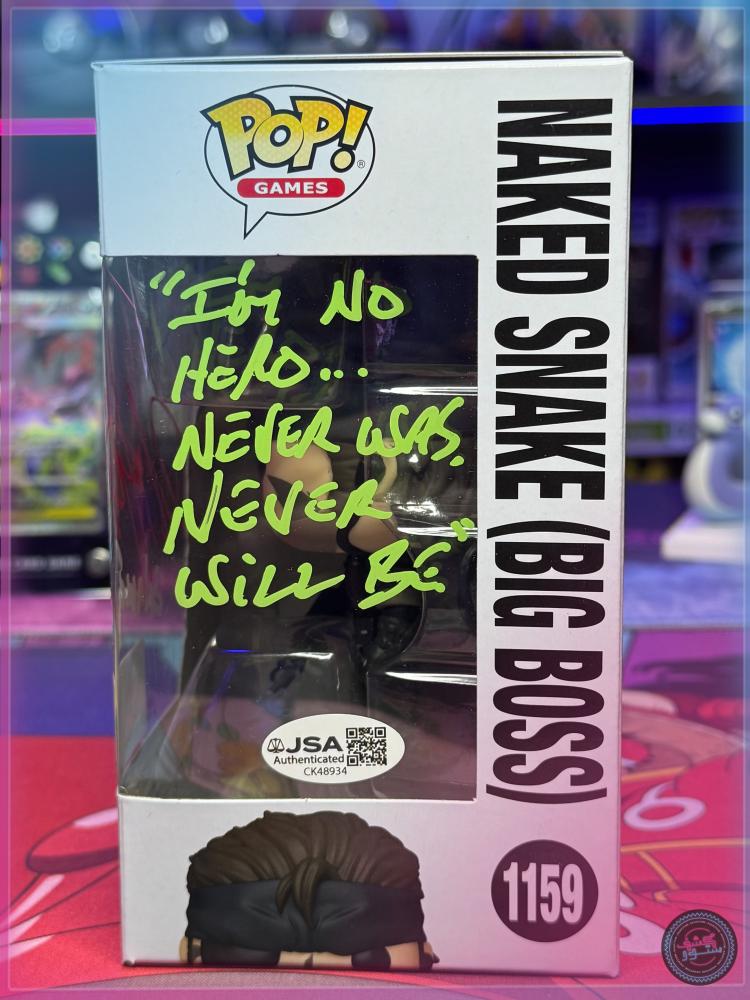 POP!
®
GAMES
"I'M NO
HERO...
NEVER WAS.
NEVER
WILL BE"
JSA
Authenticated
CK48934
NAKED SNAKE (BIG BOSS)
1159